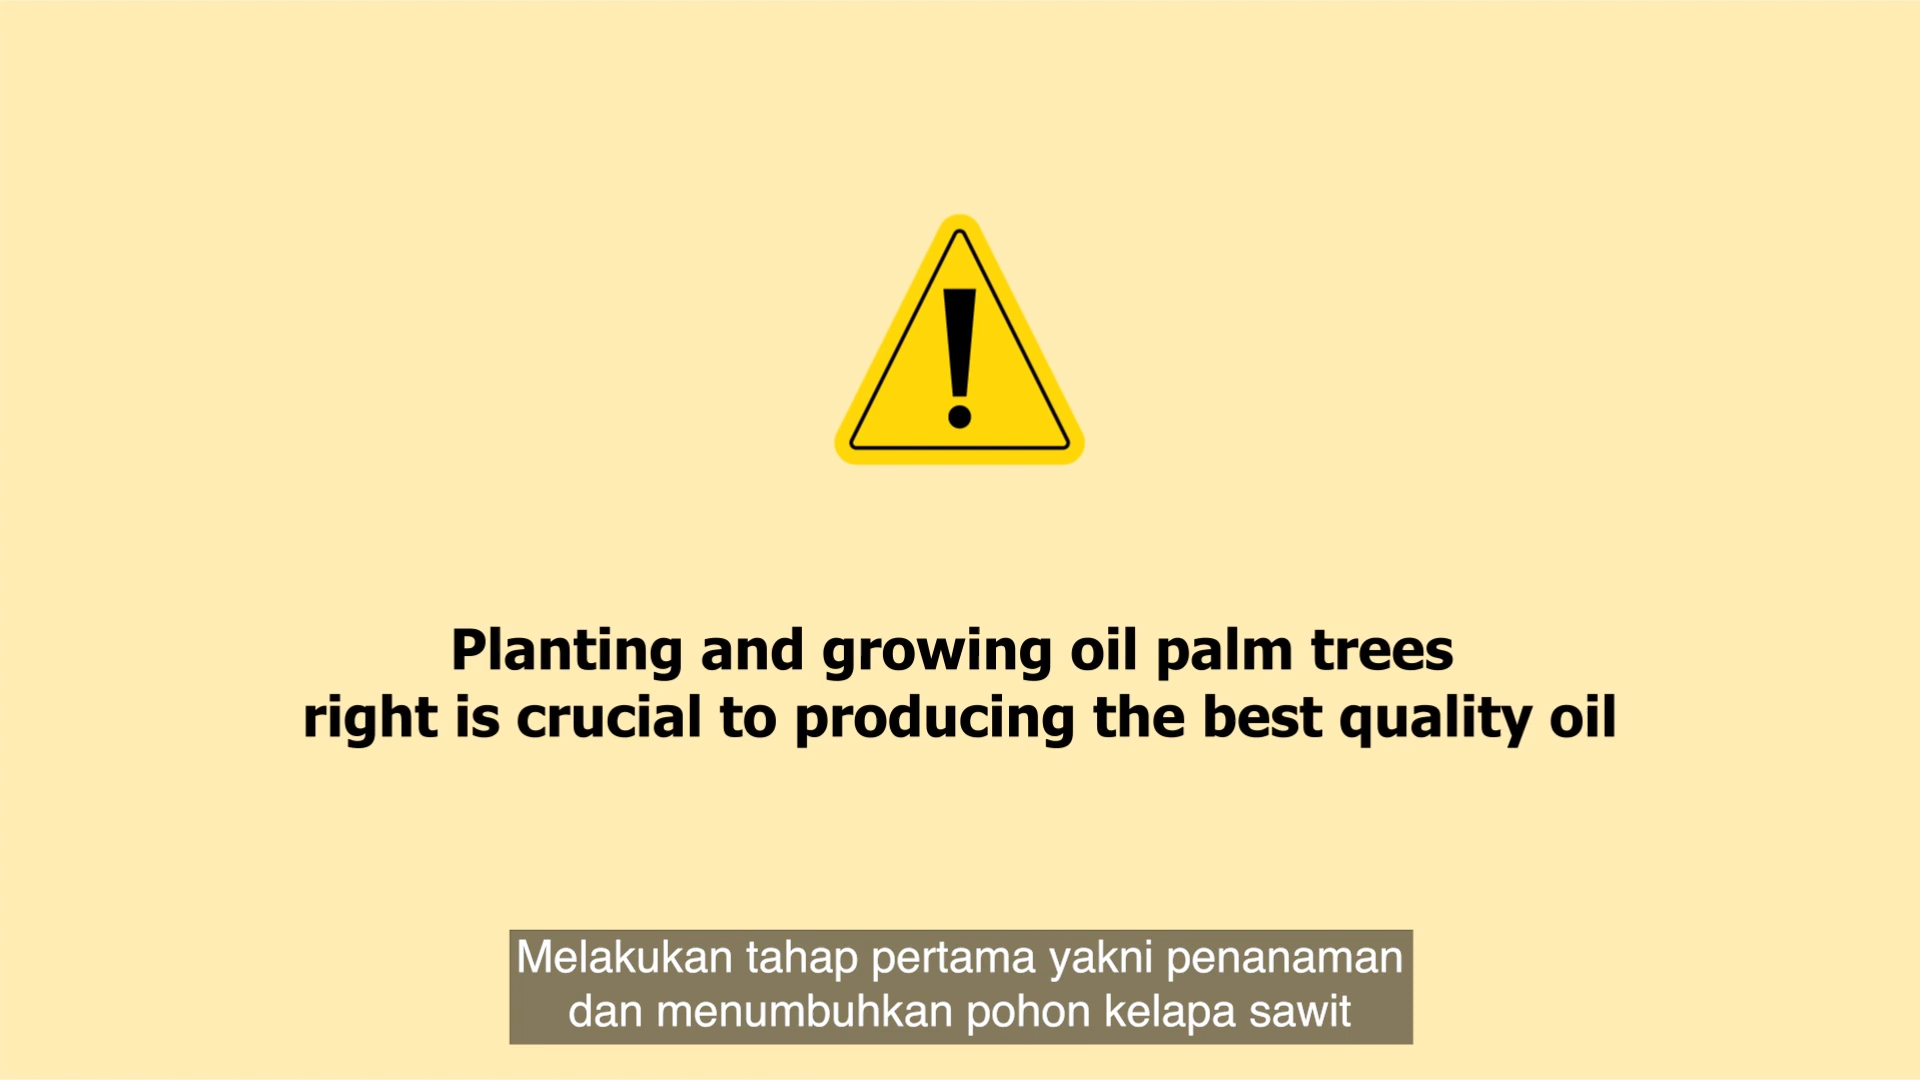 Planting and growing oil palm trees
right is crucial to producing the best quality oil
Melakukan tahap pertama yakni penanaman
dan menumbuhkan pohon kelapa sawit